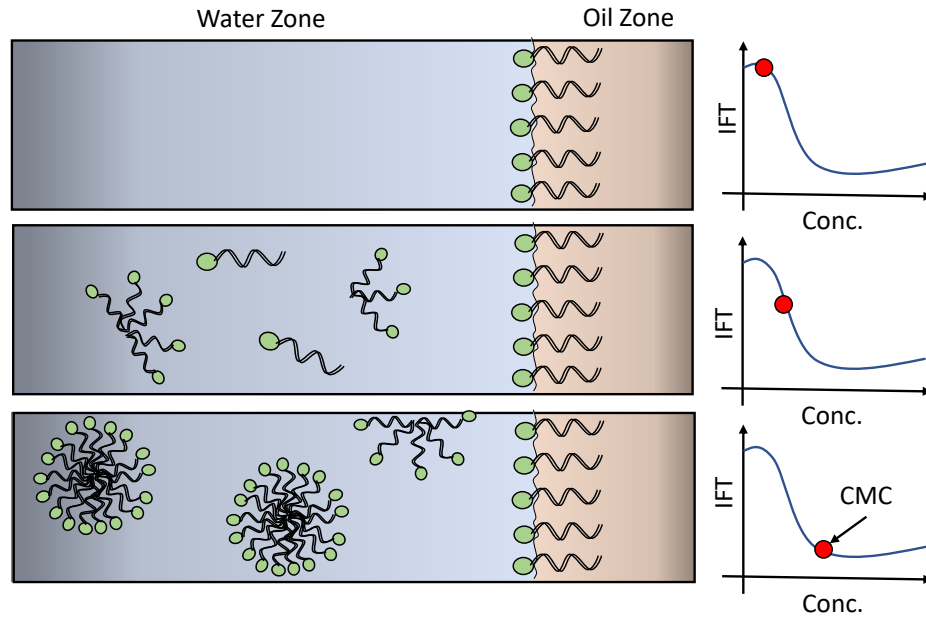 Water Zone
Oil Zone
IFT
Conc.
IFT
Conc.
IFT
CMC
Conc.